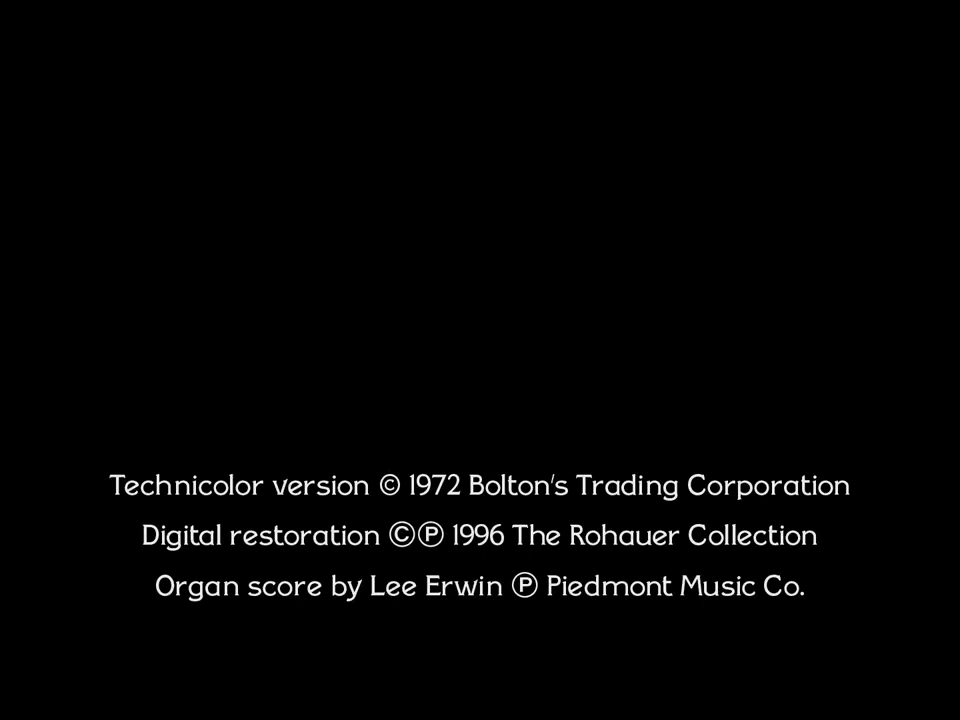 Technicolor version © 1972 Bolton's Trading Corporation
Digital restoration ©℗ 1996 The Rohauer Collection
Organ score by Lee Erwin ℗ Piedmont Music Co.